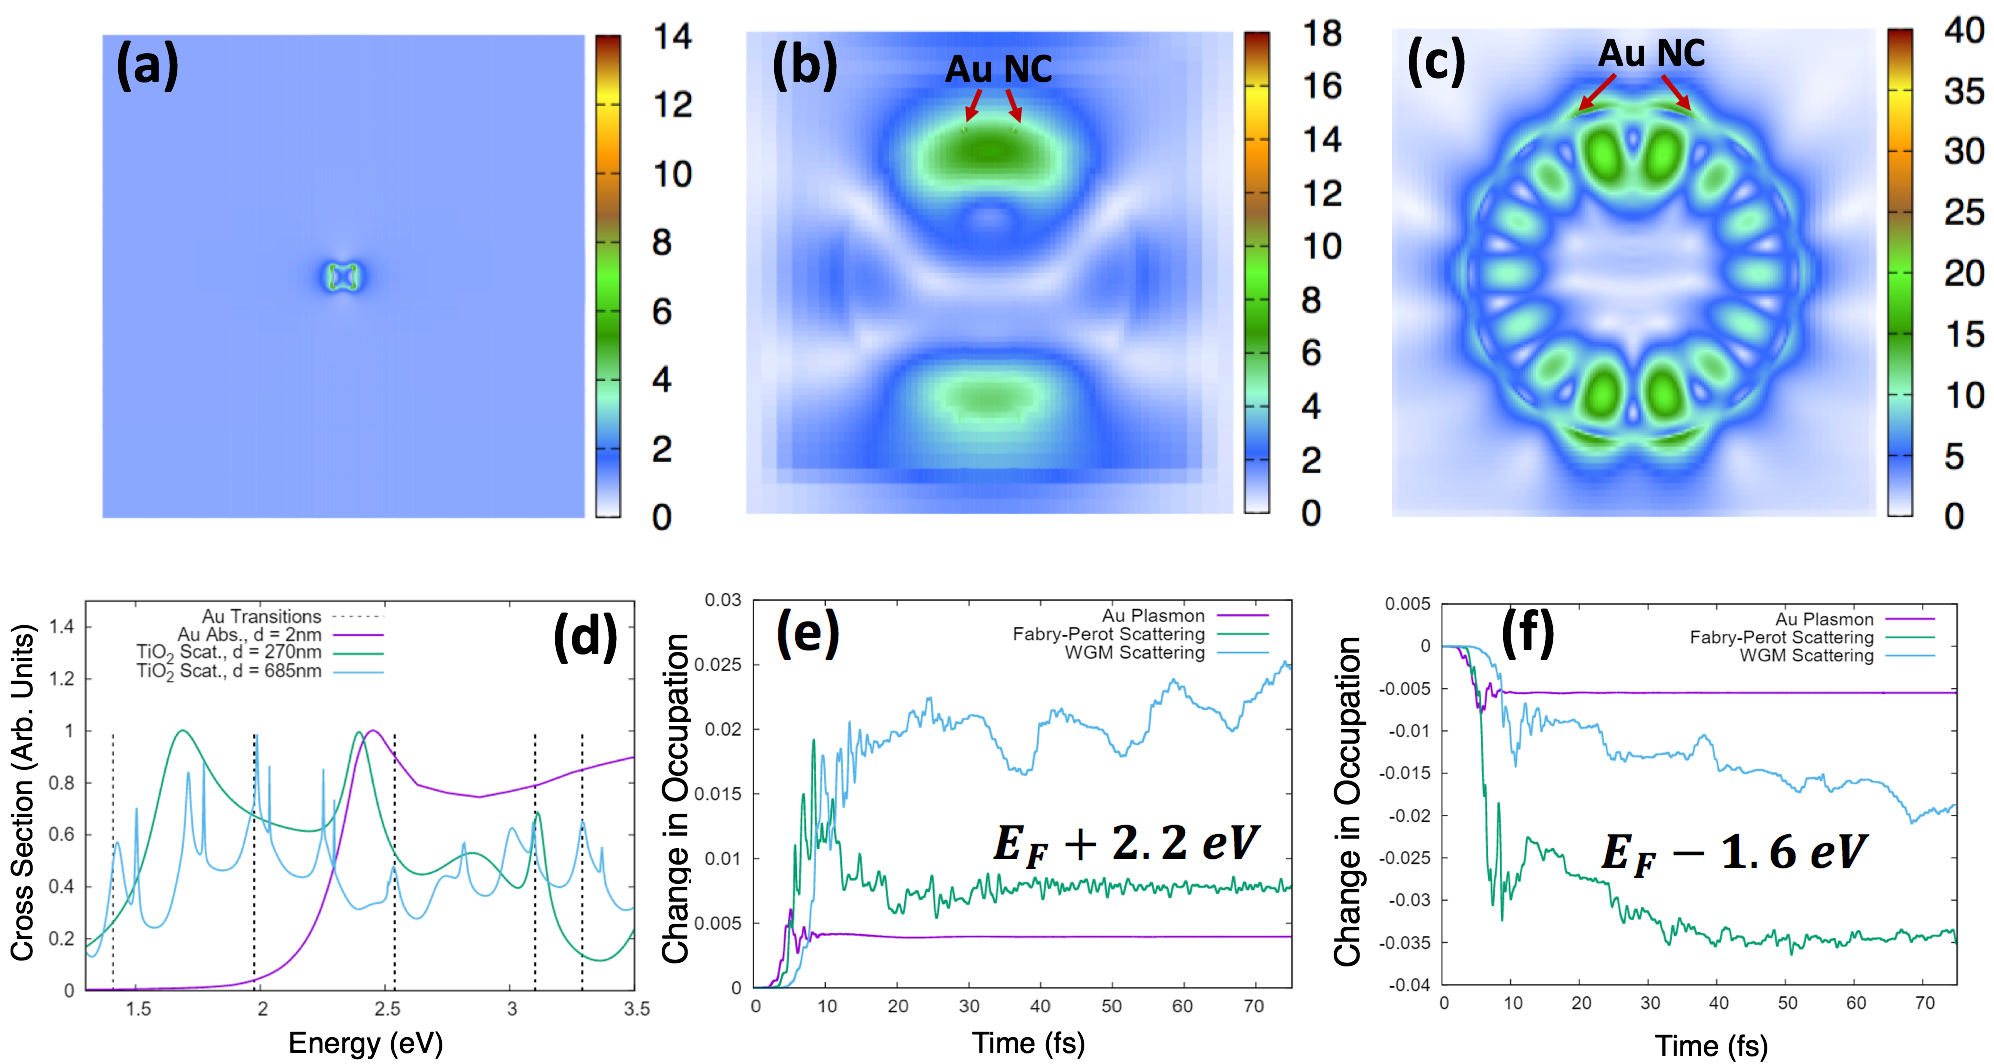 (a)
14
12
10
8
6
4
2
0
(b)
Au NC
18
16
14
12
10
8
6
4
2
0
(c)
Au NC
40
35
30
25
20
15
10
5
0
(d)
Au Transitions
Au Abs., d = 2nm
TiO2 Scat., d = 270nm
TiO2 Scat., d = 685nm
Cross Section (Arb. Units)
1.4
1.2
1
0.8
0.6
0.4
0.2
0
1.5 2 2.5 3 3.5
Energy (eV)
(e)
Au Plasmon
Fabry-Perot Scattering
WGM Scattering
Change in Occupation
0.03
0.025
0.02
0.015
0.01
0.005
0
E_F + 2.2 eV
0 10 20 30 40 50 60 70
Time (fs)
(f)
Au Plasmon
Fabry-Perot Scattering
WGM Scattering
Change in Occupation
0.005
0
-0.005
-0.01
-0.015
-0.02
-0.025
-0.03
-0.035
-0.04
E_F − 1.6 eV
0 10 20 30 40 50 60 70
Time (fs)